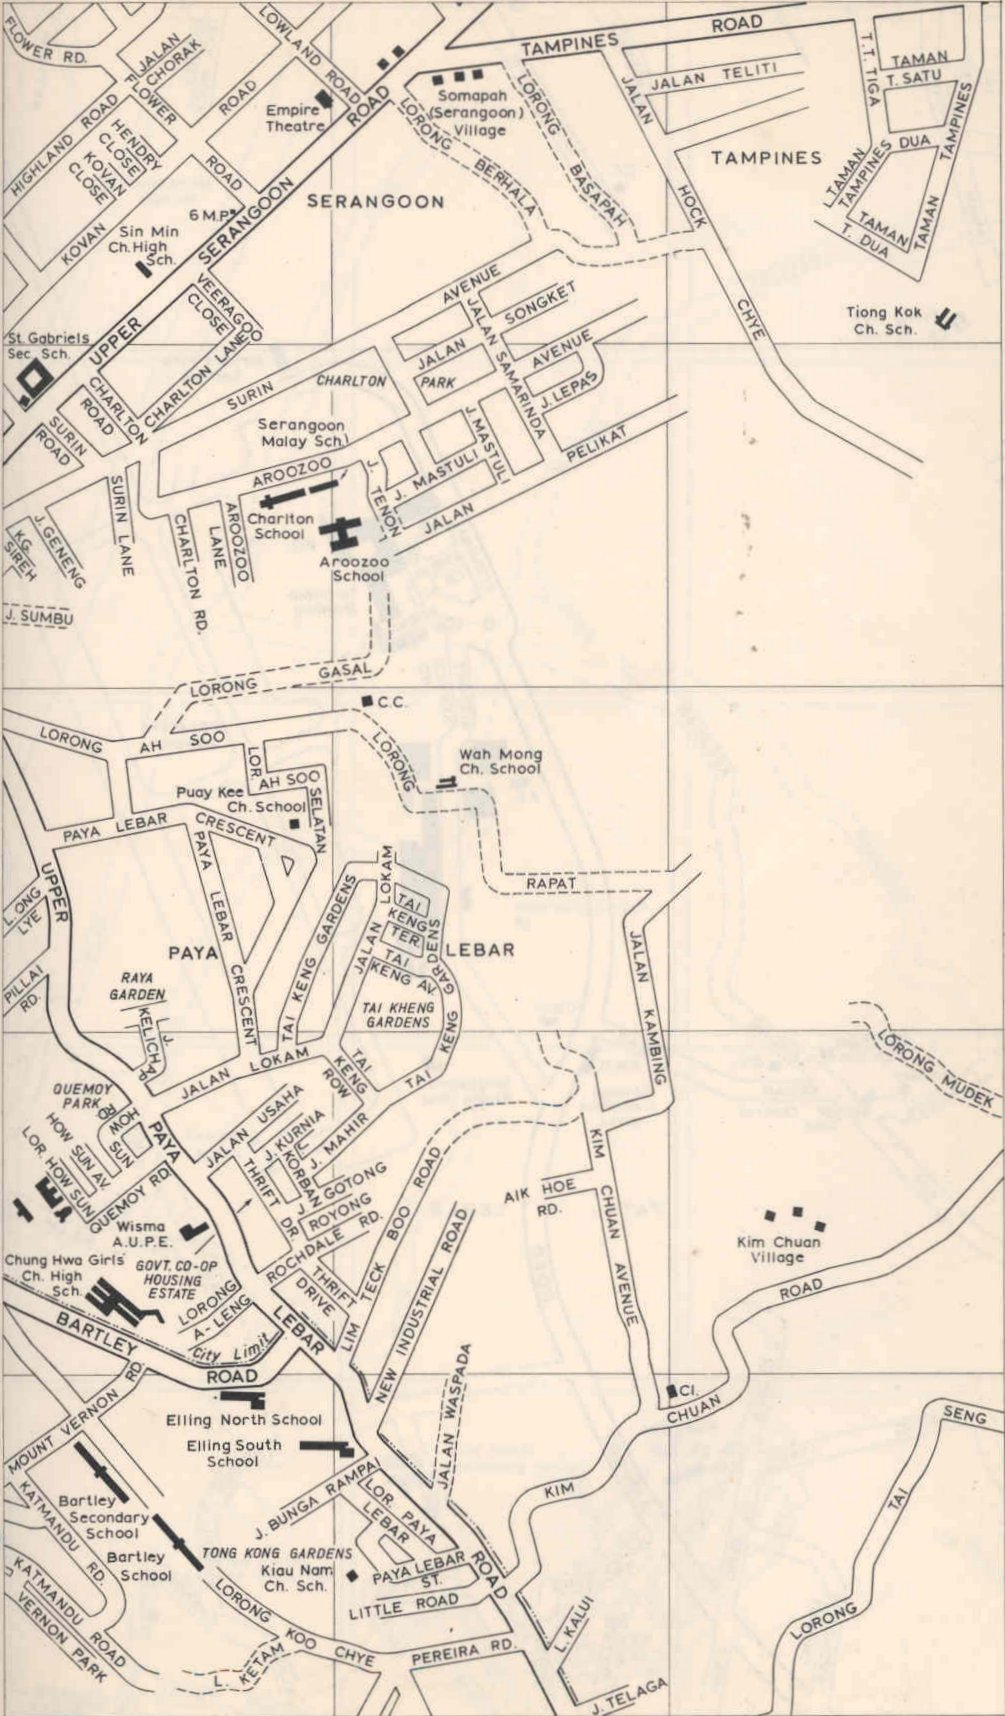 FLOWER RD.
JALAN
CHORAK
LOWLAND ROAD
TAMPINES
ROAD
HIGHLAND ROAD
FLOWER
ROAD
HENDRY
CLOSE
KOVAN
CLOSE
ROAD
KOVAN
Empire
Theatre
ROAD
Somapah
(Serangoon)
Village
LORONG
BERHALA
LORONG
BASAPAH
JALAN
HOCK
CHYE
JALAN TELITI
T.T. TIGA
TAMAN
T. SATU
TAMAN
TAMPINES
DUA
TAMAN
TAMPINES
TAMAN
T. DUA
TAMPINES
SERANGOON
6 M.P.
Sin Min
Ch. High
Sch.
SERANGOON
UPPER
VEERAGOO
CLOSE
CHARLTON LANE
AVENUE
SURIN
JALAN
SONGKET
JALAN SAMARINDA
JALAN
AVENUE
J. LEPAS
Tiong Kok
Ch. Sch.
St. Gabriels
Sec. Sch.
CHARLTON
ROAD
CHARLTON
PARK
SURIN
ROAD
Serangoon
Malay Sch.
J. MASTULI
J. MASTULI
PELIKAT
JALAN
AROOZOO
J. TENON
SURIN LANE
CHARLTON RD.
AROOZOO
LANE
Charlton
School
Aroozoo
School
J. GENENG
KG.
SIREH
J. SUMBU
LORONG
GASAL
C.C.
LORONG
AH
SOO
LOR.
AH SOO
SELATAN
LORONG
Wah Mong
Ch. School
Puay Kee
Ch. School
PAYA LEBAR
CRESCENT
PAYA
LEBAR
CRESCENT
RAPAT
UPPER
L. ONG
LYE
PILLAI
RD.
PAYA
LEBAR
LOKAM
JALAN
TAI KENG GARDENS
TAI
KENG
TER.
TAI
KENG AV.
GARDENS
KENG
TAI
TAI KHENG
GARDENS
RAYA
GARDEN
J.
KELICHAP
JALAN LOKAM
TAI
KENG
ROW
JALAN
KAMBING
LORONG MUDEK
QUEMOY
PARK
HOW
SUN
RD
HOW SUN AV.
LOR. HOW SUN
QUEMOY RD.
PAYA
JALAN USAHA
J. KURNIA
J.
KORBAN
J. MAHIR
THRIFT DR
J. GOTONG
ROYONG
ROCHDALE RD.
LIM TECK BOO ROAD
KIM
CHUAN
AVENUE
AIK HOE
RD.
Kim Chuan
Village
Wisma
A.U.P.E.
Chung Hwa Girls'
Ch. High
Sch.
GOVT. CO-OP
HOUSING
ESTATE
LORONG
A-LENG
THRIFT
DRIVE
NEW INDUSTRIAL ROAD
ROAD
BARTLEY
ROAD
City Limit
LEBAR
JALAN WASPADA
C.I.
CHUAN
KIM
SENG
TAI
LORONG
MOUNT VERNON RD
Elling North School
Elling South
School
J. BUNGA RAMPAI
LOR. PAYA
LEBAR
KATMANDU
RD.
Bartley
Secondary
School
Bartley
School
TONG KONG GARDENS
Kiau Nam
Ch. Sch.
PAYA LEBAR
ST.
ROAD
LITTLE ROAD
KATMANDU ROAD
VERNON PARK
LORONG
KOO
CHYE
L. KETAM
PEREIRA RD.
L. KALUI
J. TELAGA